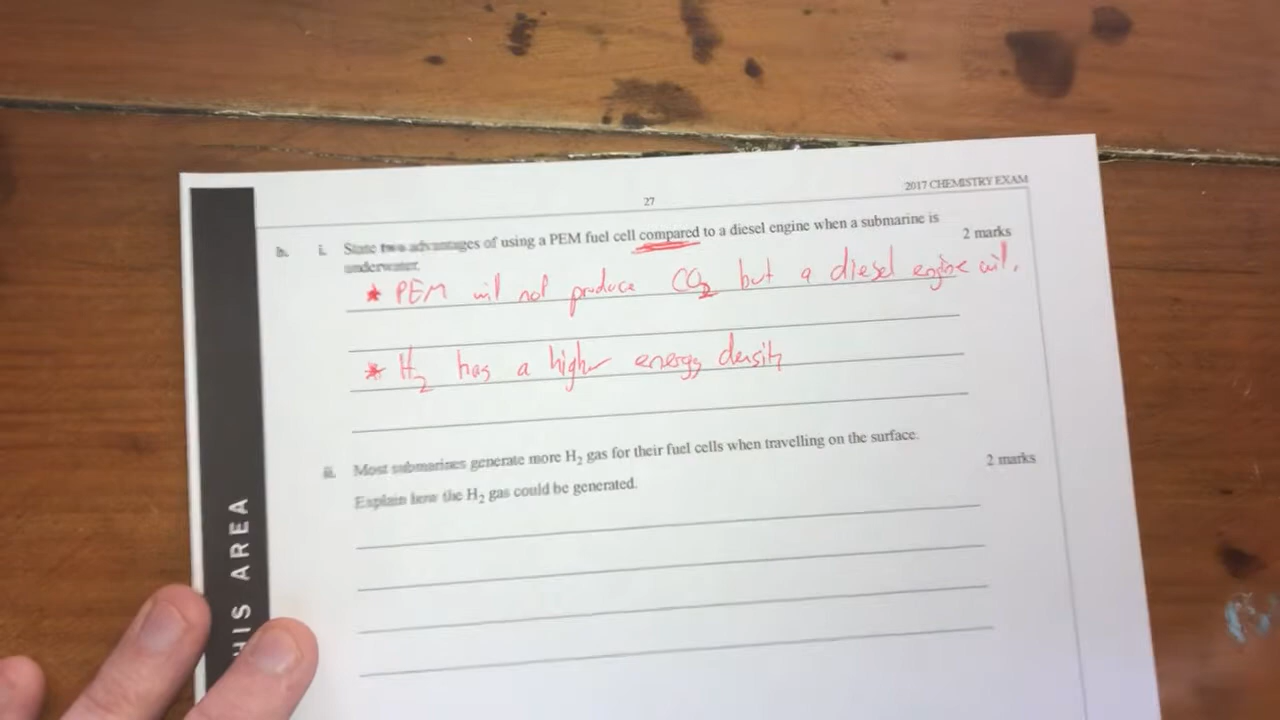 2017 CHEMISTRY EXAM
27
b. i. State two advantages of using a PEM fuel cell compared to a diesel engine when a submarine is
underwater.
2 marks
* PEM will not produce CO2 but a diesel engine will.
* H2 has a higher energy density
ii. Most submarines generate more H2 gas for their fuel cells when travelling on the surface.
Explain how the H2 gas could be generated.
2 marks
HIS AREA